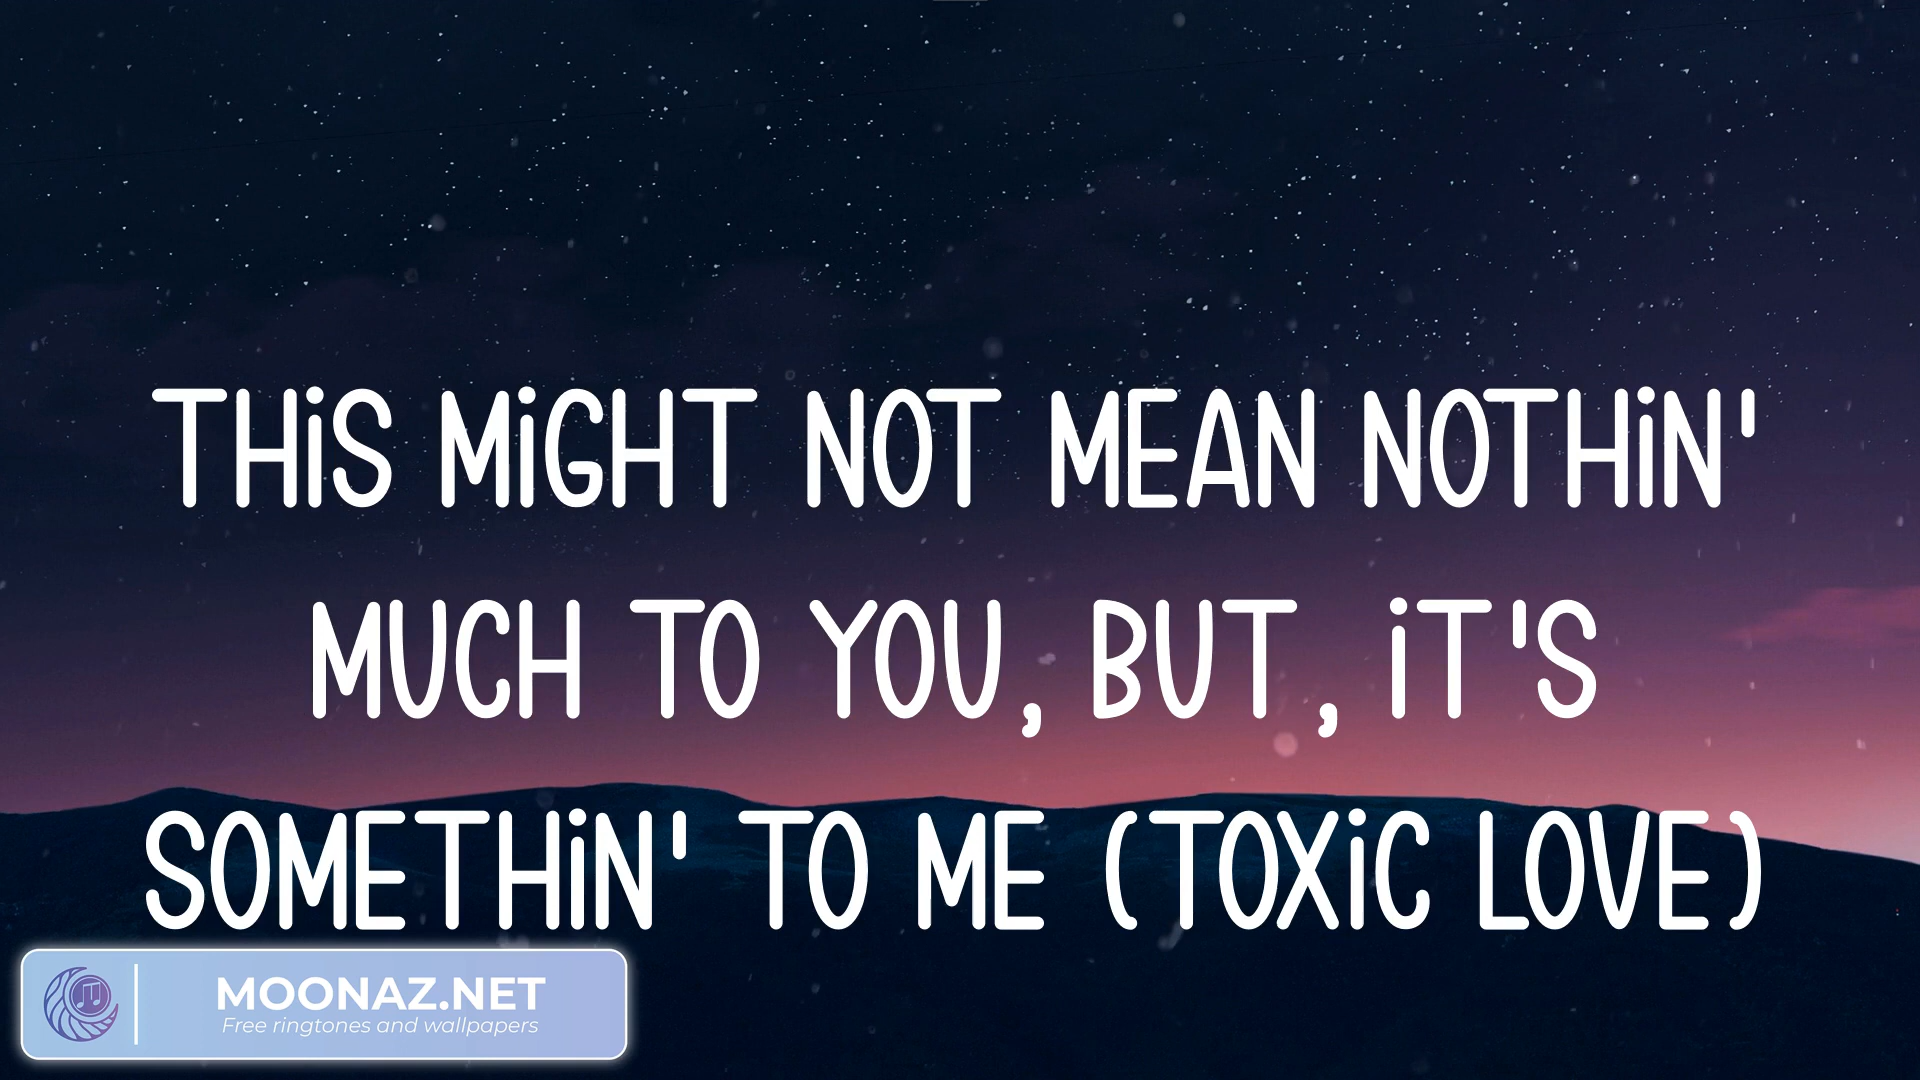 THiS MiGHT NOT MEAN NOTHiN'
MUCH TO YOU, BUT, iT'S
SOMETHiN' TO ME (TOXiC LOVE)
MOONAZ.NET
Free ringtones and wallpapers